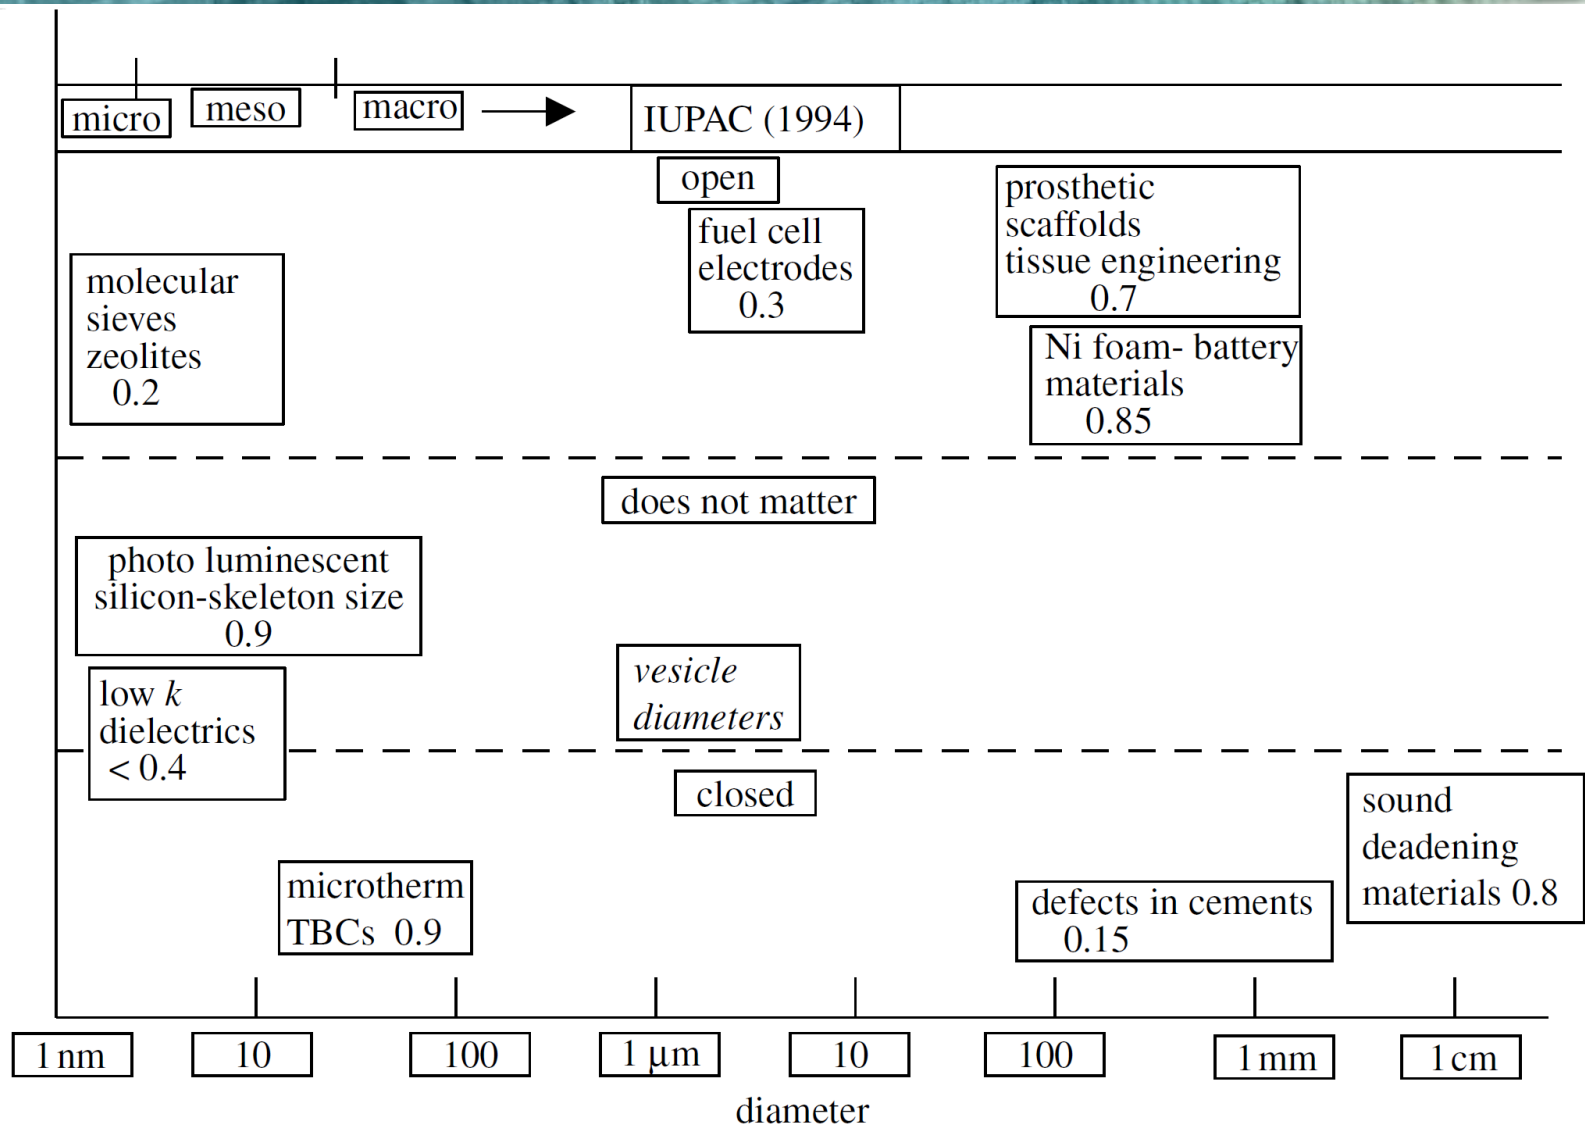 micro
meso
macro
IUPAC (1994)
open
fuel cell
electrodes
0.3
prosthetic
scaffolds
tissue engineering
0.7
molecular
sieves
zeolites
0.2
Ni foam- battery
materials
0.85
does not matter
photo luminescent
silicon-skeleton size
0.9
vesicle
diameters
low k
dielectrics
< 0.4
closed
sound
deadening
materials 0.8
microtherm
TBCs 0.9
defects in cements
0.15
1 nm
10
100
1 μm
10
100
1 mm
1 cm
diameter